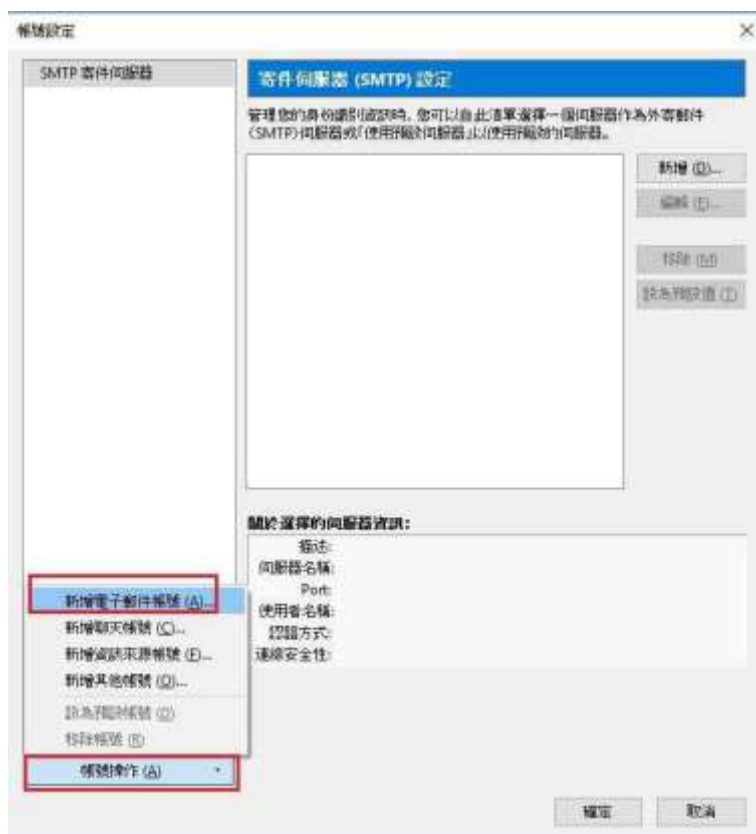 帳號設定
SMTP 寄件伺服器
寄件伺服器 (SMTP) 設定
管理您的身份識別資訊時，您可以自此清單選擇一個伺服器作為外寄郵件
(SMTP)伺服器或「使用預設伺服器」以使用預設的伺服器。
新增 (D)...
編輯 (E)...
移除 (M)
設為預設值 (T)
關於選擇的伺服器資訊:
描述:
伺服器名稱:
Port:
使用者名稱:
認證方式:
連線安全性:
新增電子郵件帳號 (A)...
新增聊天帳號 (C)...
新增資訊來源帳號 (F)...
新增其他帳號 (O)...
設為預設帳號 (D)
移除帳號 (R)
帳號操作 (A)
確定
取消